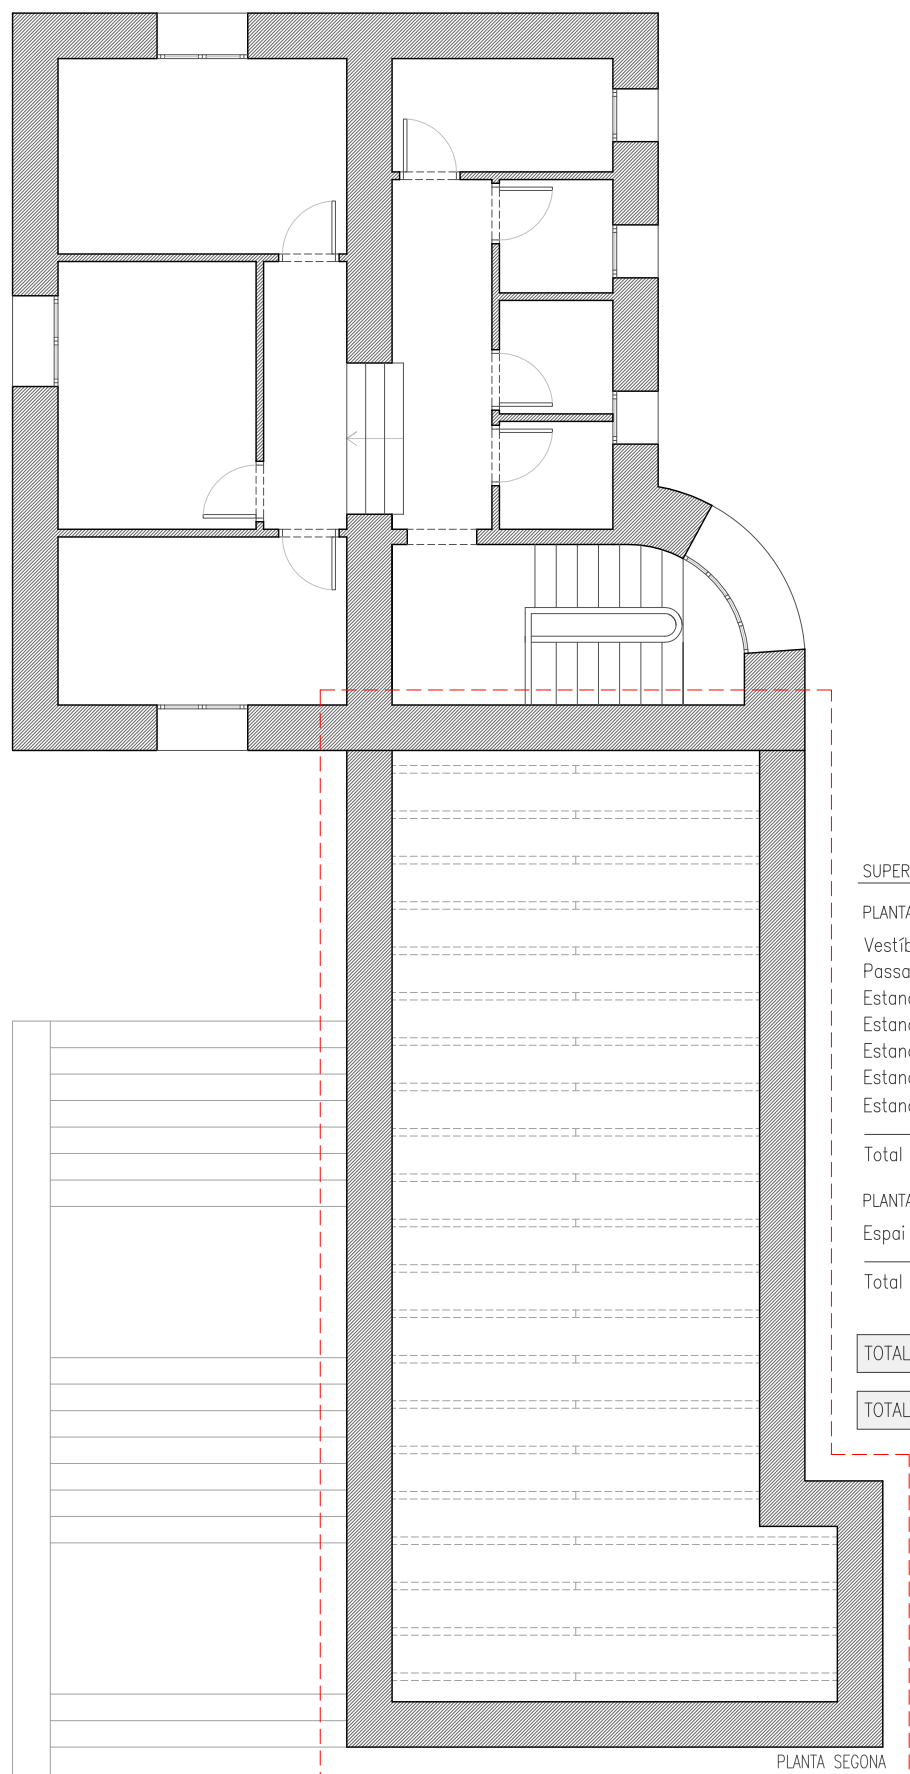 SUPER
PLANTA
Vestíb
Passa
Estanc
Estanc
Estanc
Estanc
Estanc
Total
PLANTA
Espai
Total
TOTAL
TOTAL
PLANTA SEGONA